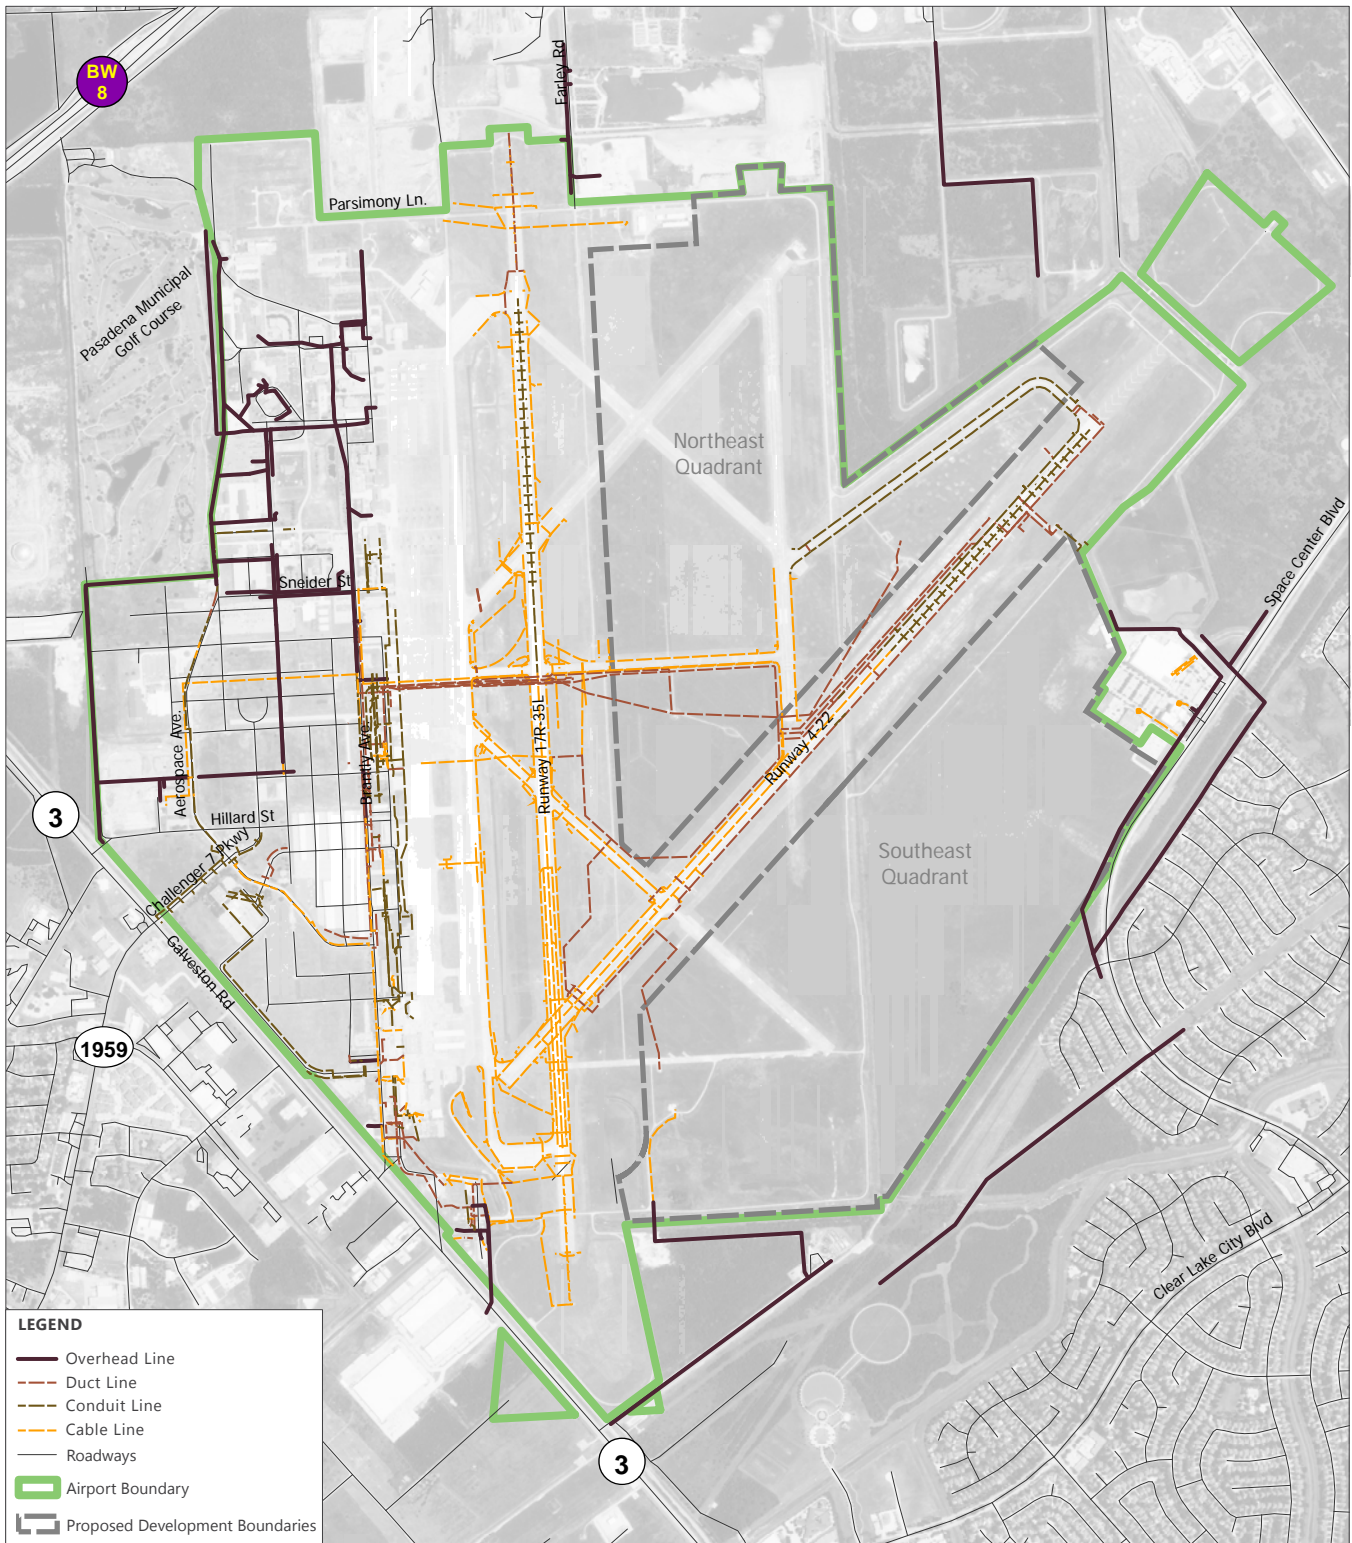 BW
8
Earley Rd
Parsimony Ln.
Pasadena Municipal
Golf Course
Northeast
Quadrant
Space Center Blvd
Sneider St
Aerospace Ave.
Brantly Ave.
Runway 17R-35L
Runway 4-22
3
Hillard St
Challenger 7 Pkwy
Southeast
Quadrant
Galveston Rd
1959
Clear Lake City Blvd
3
LEGEND
Overhead Line
Duct Line
Conduit Line
Cable Line
Roadways
Airport Boundary
Proposed Development Boundaries